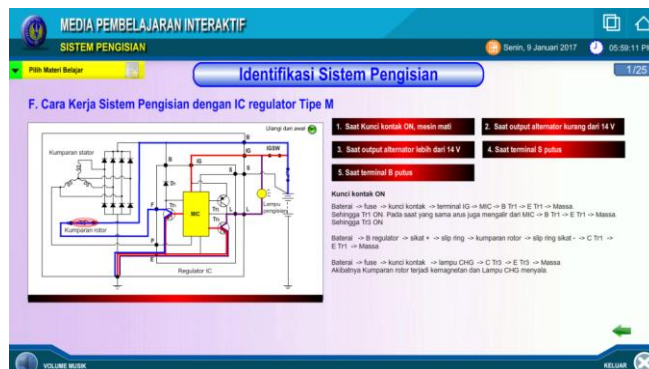 MEDIA PEMBELAJARAN INTERAKTIF
SISTEM PENGISIAN
Senin, 9 Januari 2017
05:59:11 PM
Pilih Materi Belajar
Identifikasi Sistem Pengisian
1/25
F. Cara Kerja Sistem Pengisian dengan IC regulator Tipe M
Ulangi dari awal
Kumparan stator
B
IG
IGSW
B
IG
S
S
Tr
MIC
F
Tr
Tr
L
L
Lampu
pengisian
Kumparan rotor
P
E
Regulator IC
1. Saat Kunci kontak ON, mesin mati
2. Saat output alternator kurang dari 14 V
3. Saat output alternator lebih dari 14 V
4. Saat terminal S putus
5. Saat terminal B putus
Kunci kontak ON
Baterai -> fuse -> kunci kontak -> terminal IG -> MIC -> B Tr1 -> E Tr1 -> Massa.
Sehingga Tr1 ON. Pada saat yang sama arus juga mengalir dari MIC -> B Tr1 -> E Tr1 -> Massa.
Sehingga Tr3 ON
Baterai -> B regulator -> sikat + -> slip ring -> kumparan rotor -> slip ring sikat - -> C Tr1 ->
E Tr1 -> Massa
Baterai -> fuse -> kunci kontak -> lampu CHG -> C Tr3 -> E Tr3 -> Massa
Akibatnya Kumparan rotor terjadi kemagnetan dan Lampu CHG menyala.
VOLUME MUSIK
KELUAR